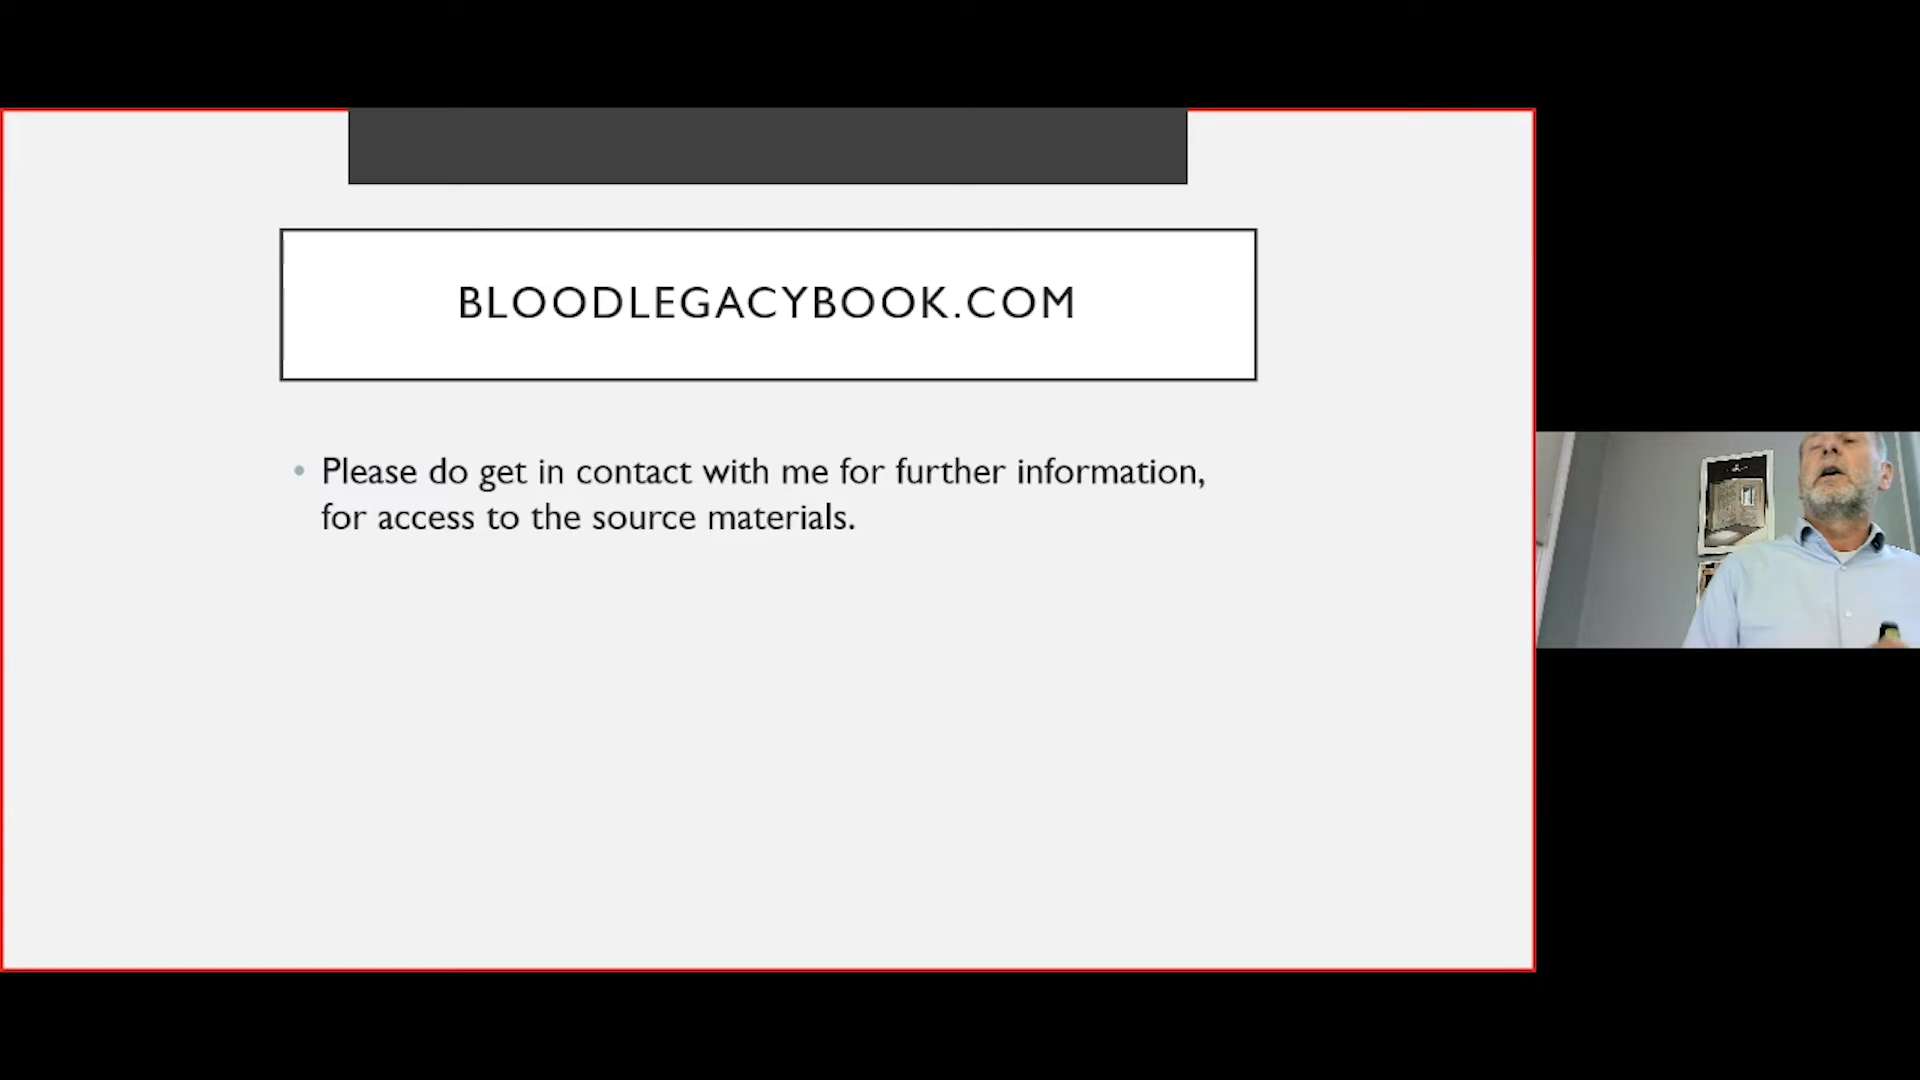 BLOODLEGACYBOOK.COM
• Please do get in contact with me for further information,
for access to the source materials.